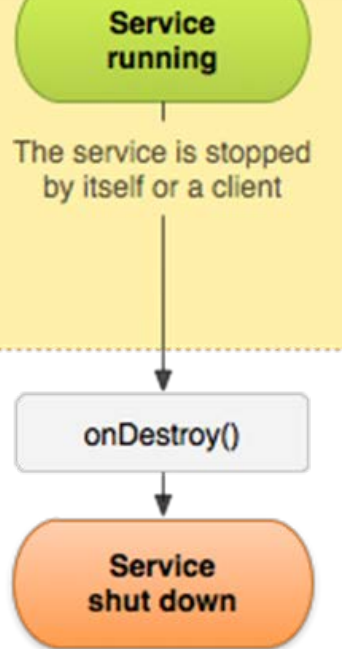 Service
running
The service is stopped
by itself or a client
onDestroy()
Service
shut down